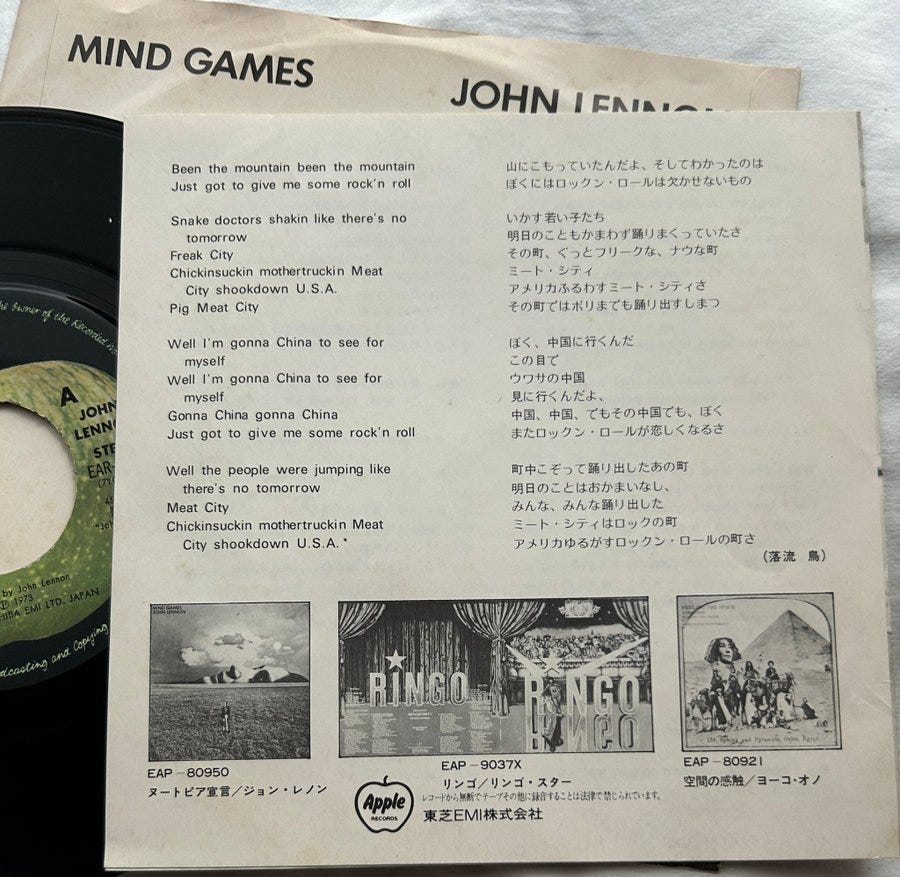 MIND GAMES
JOHN LENNON
Been the mountain been the mountain
Just got to give me some rock'n roll
Snake doctors shakin like there's no
tomorrow
Freak City
Chickinsuckin mothertruckin Meat
City shookdown U.S.A.
Pig Meat City
Well I'm gonna China to see for
myself
Well I'm gonna China to see for
myself
Gonna China gonna China
Just got to give me some rock'n roll
Well the people were jumping like
there's no tomorrow
Meat City
Chickinsuckin mothertruckin Meat
City shookdown U.S.A.*
山にこもっていたんだよ、そしてわかったのは
ぼくにはロックン・ロールは欠かせないもの
いかす若い子たち
明日のこともかまわず踊りまくっていたさ
その町、ぐっとフリークな、ナウな町
ミート・シティ
アメリカふるわすミート・シティさ
その町ではポリまでも踊り出すしまつ
ぼく、中国に行くんだ
この目で
ウワサの中国
見に行くんだよ、
中国、中国、でもその中国でも、ぼく
またロックン・ロールが恋しくなるさ
町中こぞって踊り出したあの町
明日のことはおかまいなし、
みんな、みんな踊り出した
ミート・シティはロックの町
アメリカゆるがすロックン・ロールの町さ
(落流 鳥)
A
JOHN
LENNO
STE
EAR-
by John Lennon
Ⓟ 1973
HIBA EMI LTD. JAPAN
he Owner of the Recorded Wo
dcasting and Copying
MIND GAMES
JOHN LENNON
RINGO
RINGO
FEELING THE SPACE
EAP-80950
ヌートピア宣言/ジョン・レノン
EAP-9037X
リンゴ/リンゴ・スター
EAP-80921
空間の感触/ヨーコ・オノ
Apple
RECORDS
レコードから無断でテープその他に録音することは法律で禁じられています。
東芝EMI株式会社